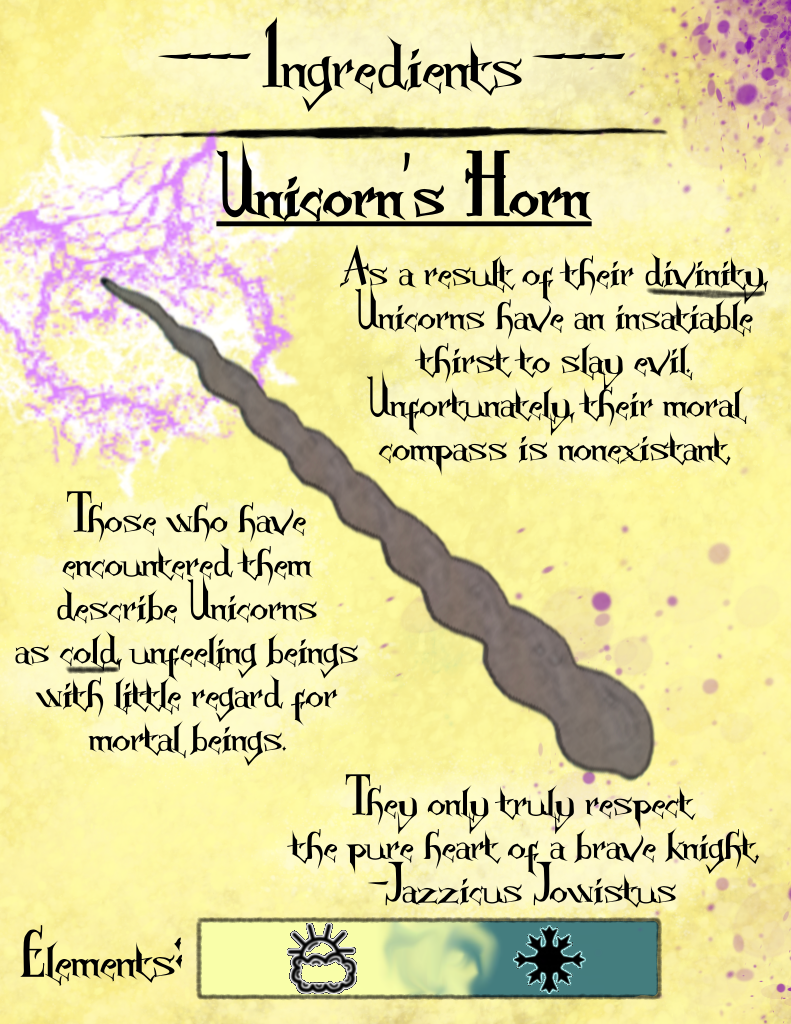 Ingredients
Unicorn's Horn
As a result of their divinity,
Unicorns have an insatiable
thirst to slay evil.
Unfortunately, their moral
compass is nonexistant.
Those who have
encountered them
describe Unicorns
as cold, unfeeling beings
with little regard for
mortal beings.
They only truly respect
the pure heart of a brave knight.
-Jazzicus Jowistus
Elements: